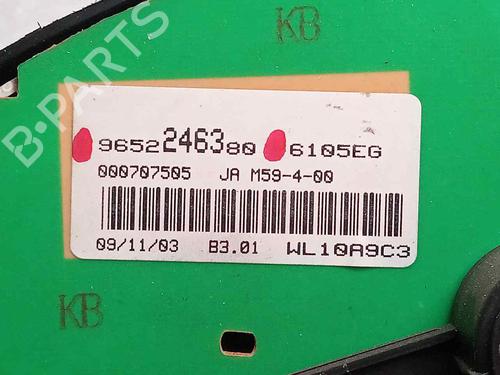 KB
B-PARTS
9652246380 6105EG
000707505 JA M59-4-00
09/11/03 B3.01 WL10A9C3
KB